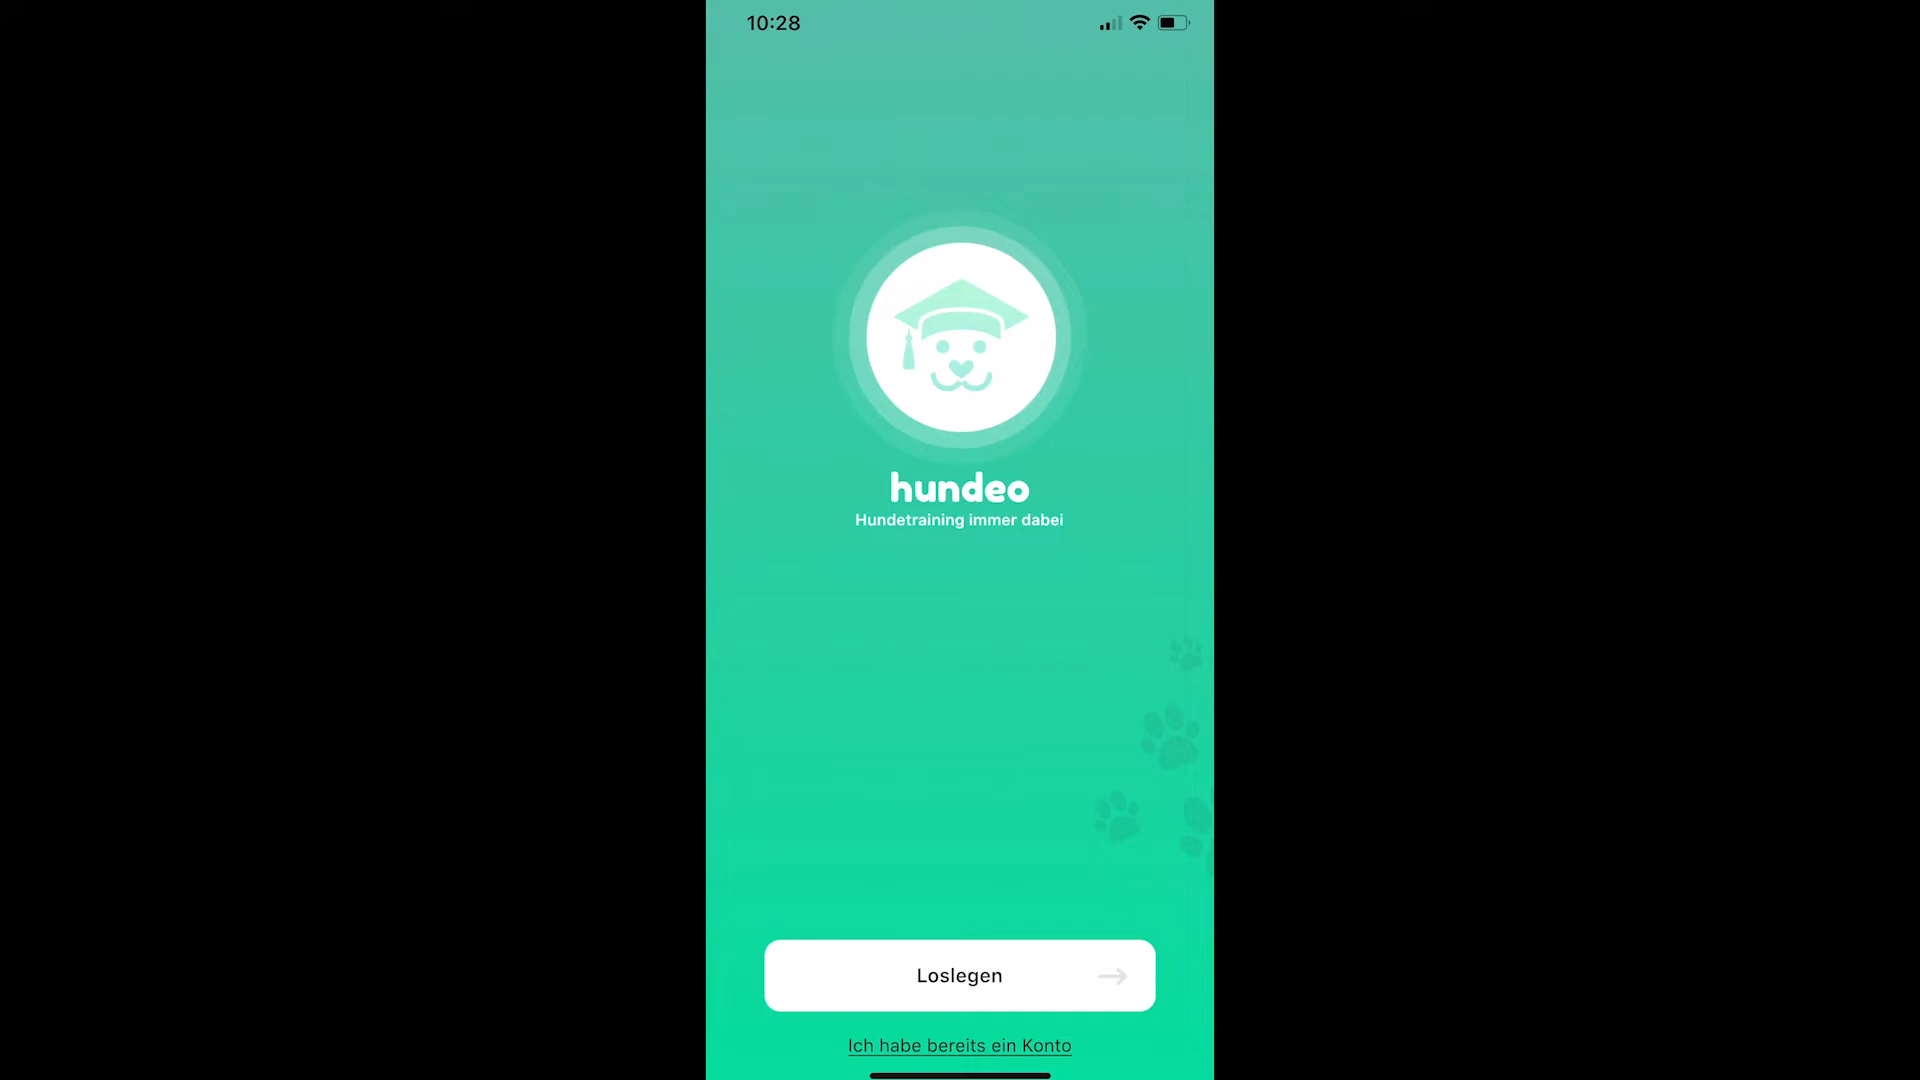 10:28
hundeo
Hundetraining immer dabei
Loslegen
Ich habe bereits ein Konto